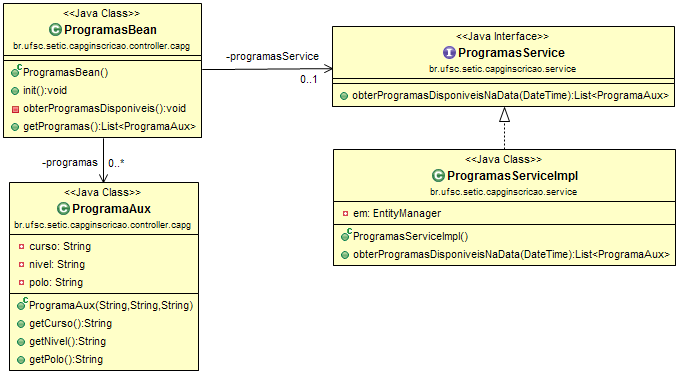 <<Java Class>>
ProgramasBean
br.ufsc.setic.capginscricao.controller.capg
ProgramasBean()
init():void
obterProgramasDisponiveis():void
getProgramas():List<ProgramaAux>
-programasService
0..1
<<Java Interface>>
ProgramasService
br.ufsc.setic.capginscricao.service
obterProgramasDisponiveisNaData(DateTime):List<ProgramaAux>
-programas
0..*
<<Java Class>>
ProgramaAux
br.ufsc.setic.capginscricao.controller.capg
curso: String
nivel: String
polo: String
ProgramaAux(String,String,String)
getCurso():String
getNivel():String
getPolo():String
<<Java Class>>
ProgramasServiceImpl
br.ufsc.setic.capginscricao.service
em: EntityManager
ProgramasServiceImpl()
obterProgramasDisponiveisNaData(DateTime):List<ProgramaAux>